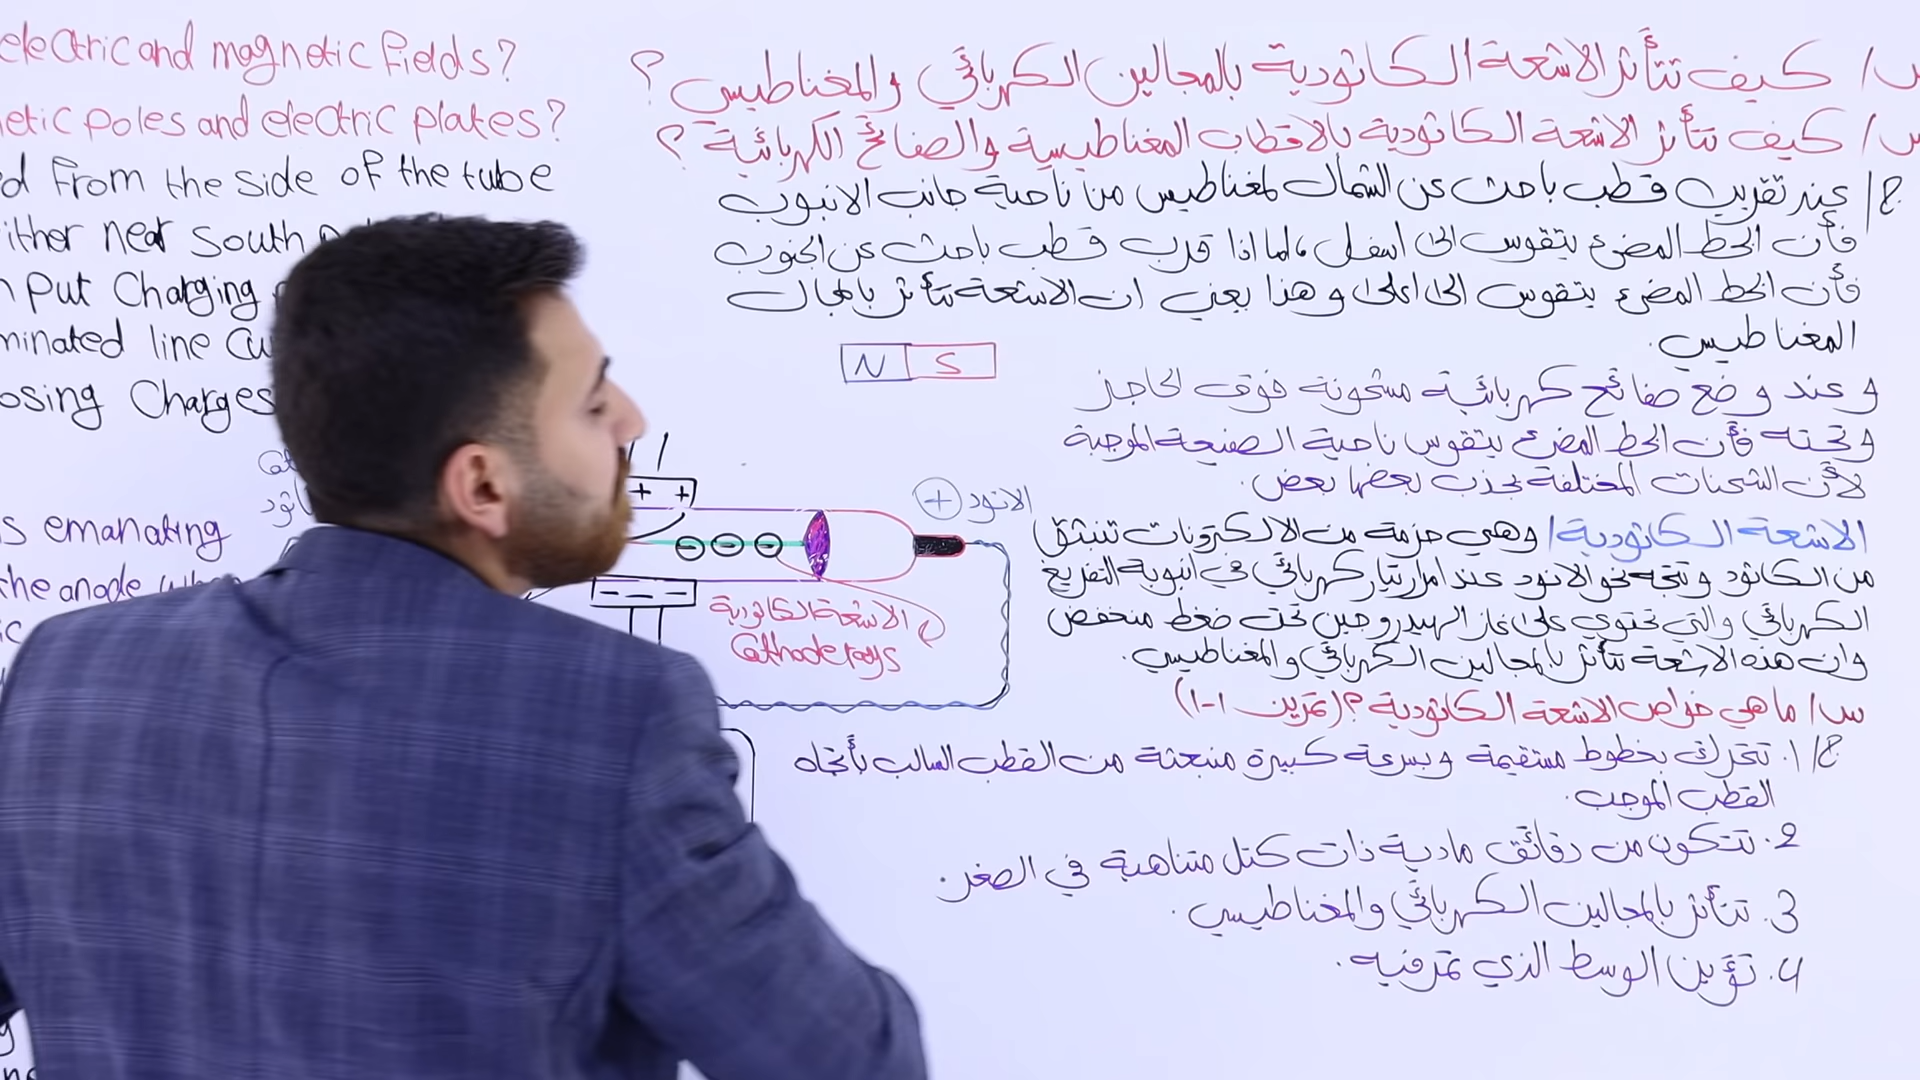 س/ كيف تتأثر الاشعة الكاثودية بالمجالين الكهربائي والمغناطيسي ؟
س/ كيف تتأثر الاشعة الكاثودية بالاقطاب المغناطيسية والصفائح الكهربائية ؟
ج/ عند تقريب قطب باحث عن الشمال لمغناطيس من ناحية جانب الانبوب
فأن الخط المضيء يتقوس الى اسفل ، اما اذا قرب قطب باحث عن الجنوب
فأن الخط المضيء يتقوس الى اعلى وهذا يعني ان الاشعة تتأثر بالمجال
المغناطيسي.
وعند وضع صفائح كهربائية مشحونة فوق الحاجز
وتحته فأن الخط المضيء يتقوس ناحية الصفيحة الموجبة
لأن الشحنات المختلفة تجذب بعضها بعض.
الاشعة الكاثودية/ وهي حزمة من الالكترونات تنبثق
من الكاثود وتتجه نحو الانود عند امرار تيار كهربائي في انبوبة التفريغ
الكهربائي والتي تحتوي على غاز الهيدروجين تحت ضغط منخفض
وان هذه الاشعة تتأثر بالمجالين الكهربائي والمغناطيسي.
س/ ما هي خواص الاشعة الكاثودية ؟ (تمرين 1-1)
ج/ 1. تتحرك بخطوط مستقيمة وبسرعة كبيرة منبعثة من القطب السالب بأتجاه
القطب الموجب.
2. تتكون من دقائق مادية ذات كتل متناهية في الصغر.
3. تتأثر بالمجالين الكهربائي والمغناطيسي.
4. تؤين الوسط الذي تمر فيه.
N S
+ +
الانود +
- - -
- - -
الاشعة الكاثودية
Cathode rays
electric and magnetic fields?
netic poles and electric plates?
d from the side of the tube
ither near south
put Charging
minated line
osing Charges
s emanating
the anode